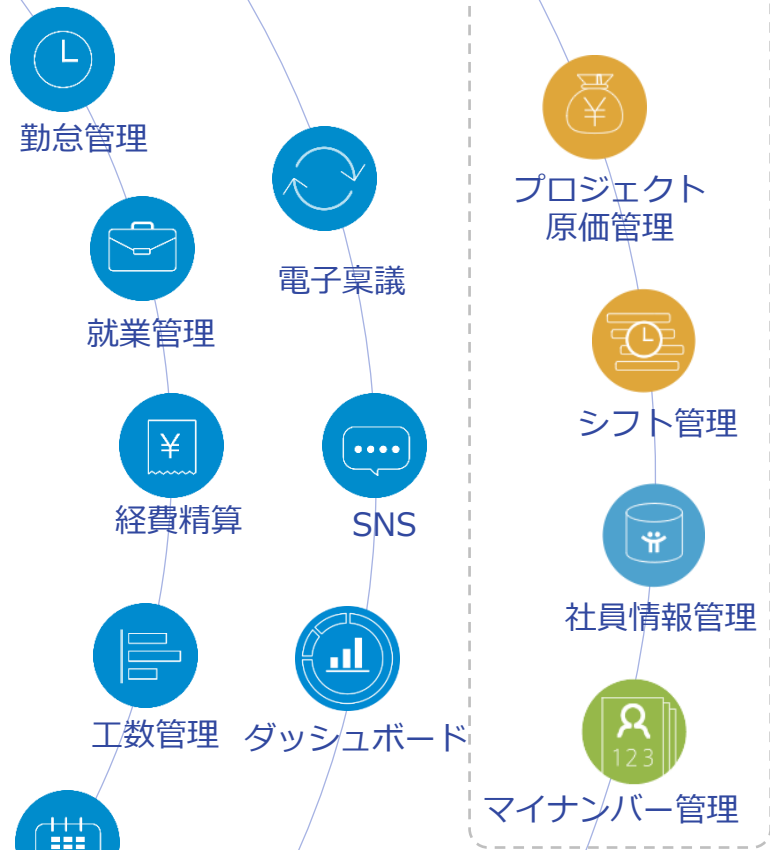 勤怠管理
就業管理
¥
経費精算
工数管理
電子稟議
SNS
ダッシュボード
¥
プロジェクト
原価管理
シフト管理
社員情報管理
123
マイナンバー管理